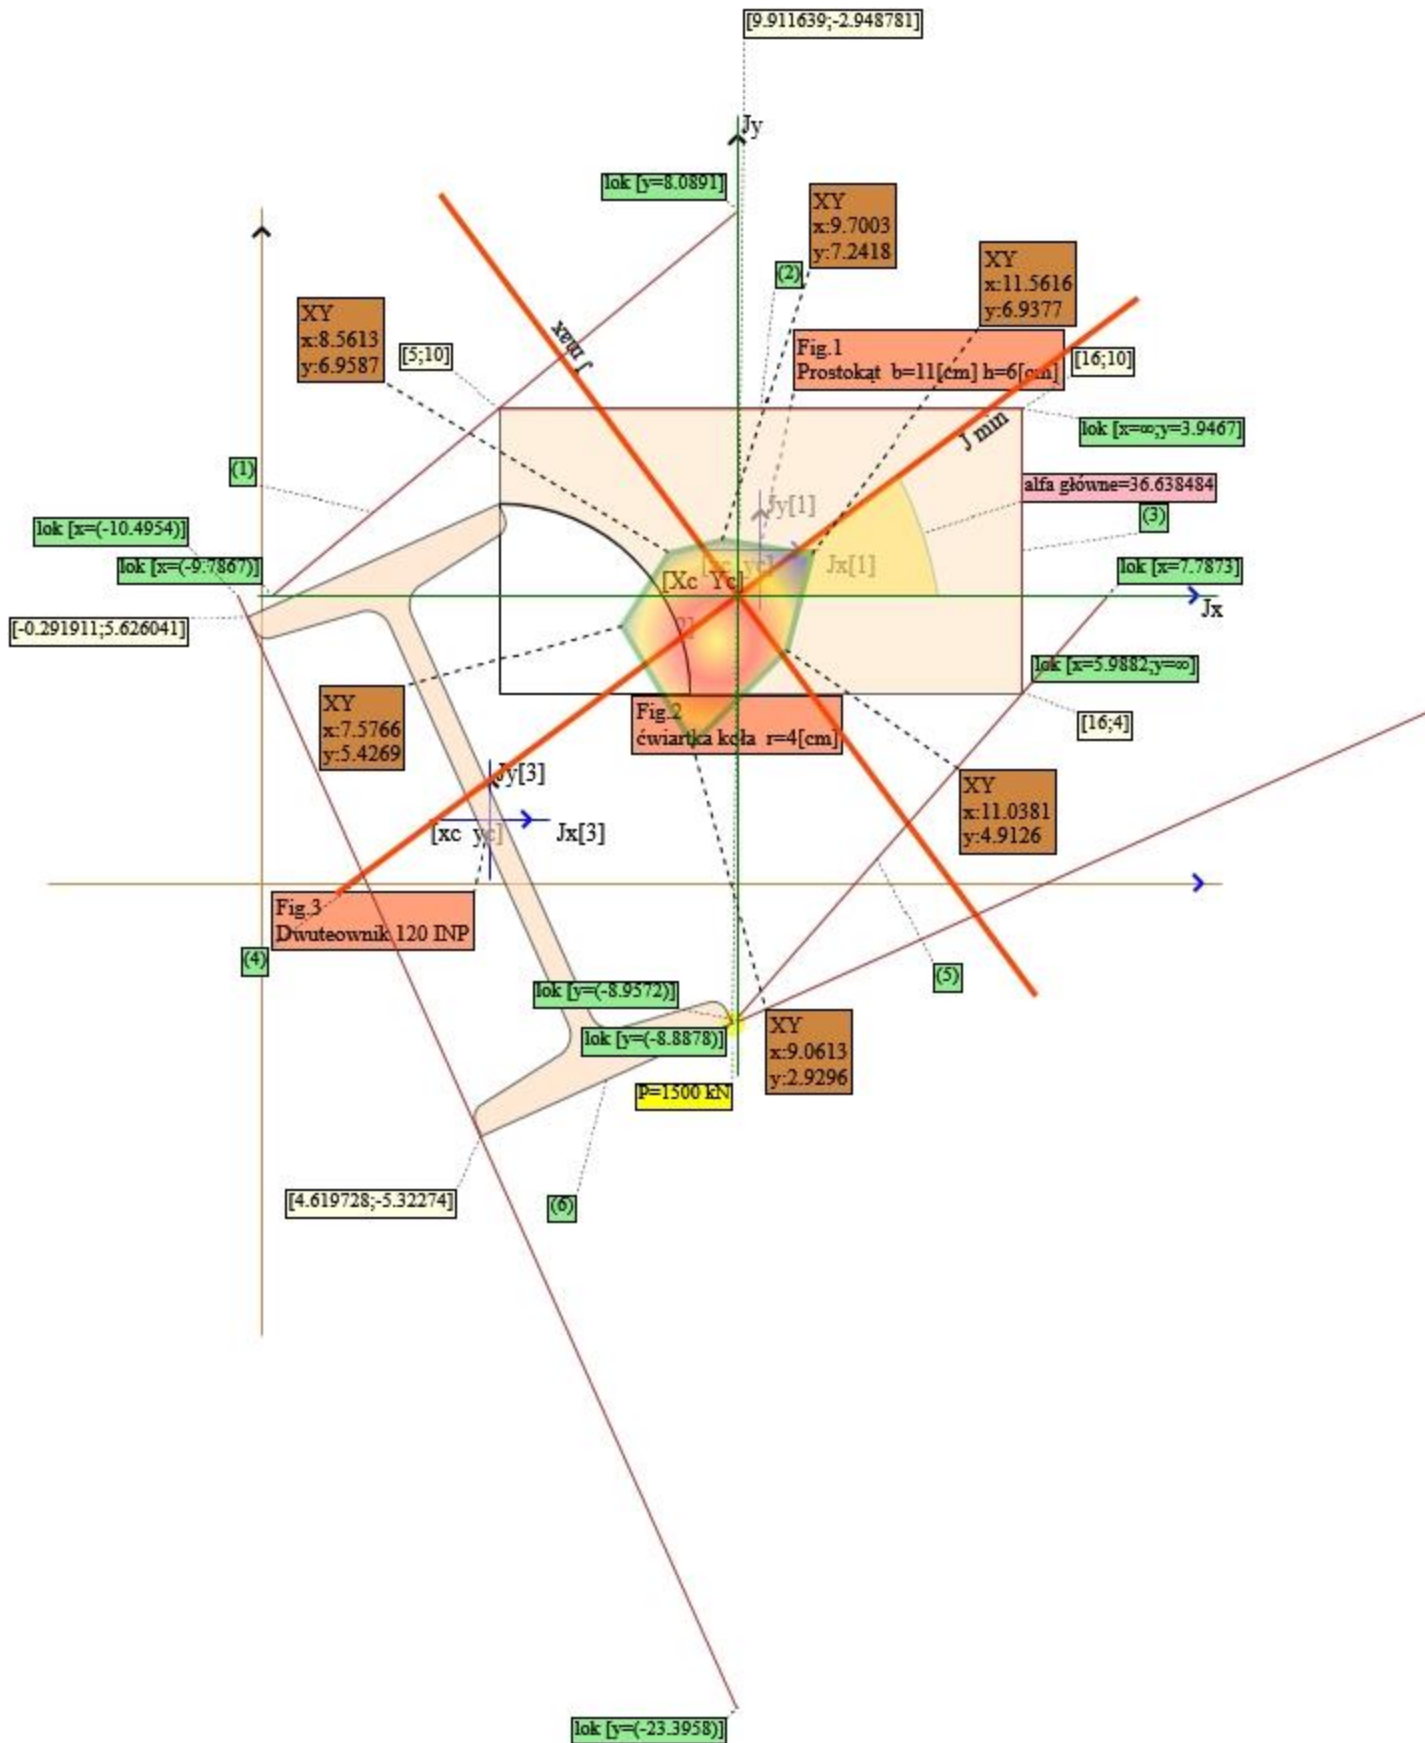 [9.911639;-2.948781]
Jy
lok [y=8.0891]
XY
x:9.7003
y:7.2418
(2)
XY
x:11.5616
y:6.9377
XY
x:8.5613
y:6.9587
J max
[5;10]
Fig.1
Prostokąt b=11[cm] h=6[cm]
[16;10]
J min
lok [x=∞;y=3.9467]
(1)
alfa główne=36.638484
Jy[1]
(3)
lok [x=(-10.4954)]
lok [x=(-9.7867)]
[xc yc]
Jx[1]
lok [x=7.7873]
[Xc Yc]
Jx
[-0.291911;5.626041]
2]
lok [x=5.9882;y=∞]
XY
x:7.5766
y:5.4269
Fig.2
ćwiartka koła r=4[cm]
[16;4]
Jy[3]
XY
x:11.0381
y:4.9126
[xc yc]
Jx[3]
Fig.3
Dwuteownik 120 INP
(4)
(5)
lok [y=(-8.9572)]
lok [y=(-8.8878)]
XY
x:9.0613
y:2.9296
P=1500 kN
[4.619728;-5.32274]
(6)
lok [y=(-23.3958)]